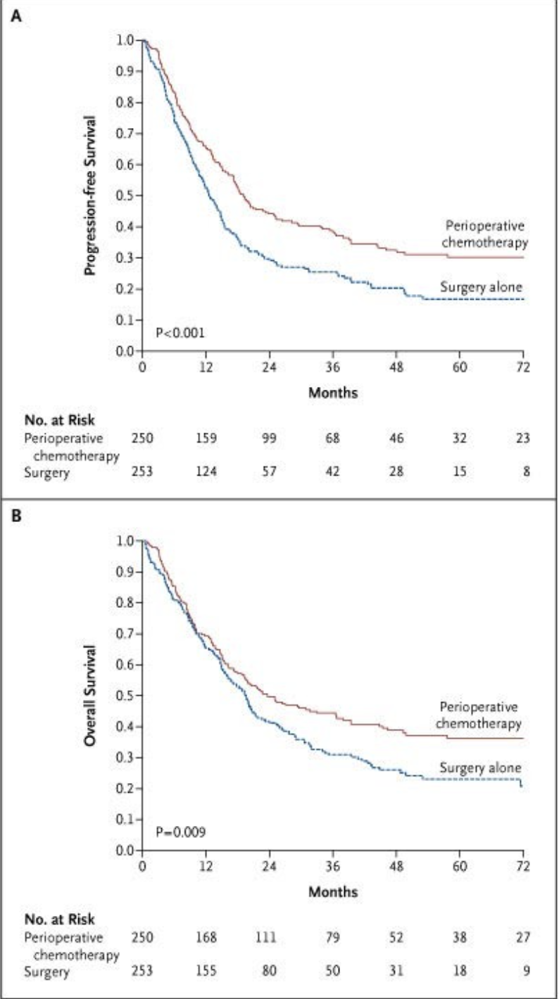 A
1.0
0.9
0.8
0.7
0.6
0.5
0.4
0.3
0.2
0.1
0.0
Progression-free Survival
Perioperative
chemotherapy
Surgery alone
P<0.001
0 12 24 36 48 60 72
Months
No. at Risk
Perioperative 250 159 99 68 46 32 23
chemotherapy
Surgery 253 124 57 42 28 15 8
B
1.0
0.9
0.8
0.7
0.6
0.5
0.4
0.3
0.2
0.1
0.0
Overall Survival
Perioperative
chemotherapy
Surgery alone
P=0.009
0 12 24 36 48 60 72
Months
No. at Risk
Perioperative 250 168 111 79 52 38 27
chemotherapy
Surgery 253 155 80 50 31 18 9